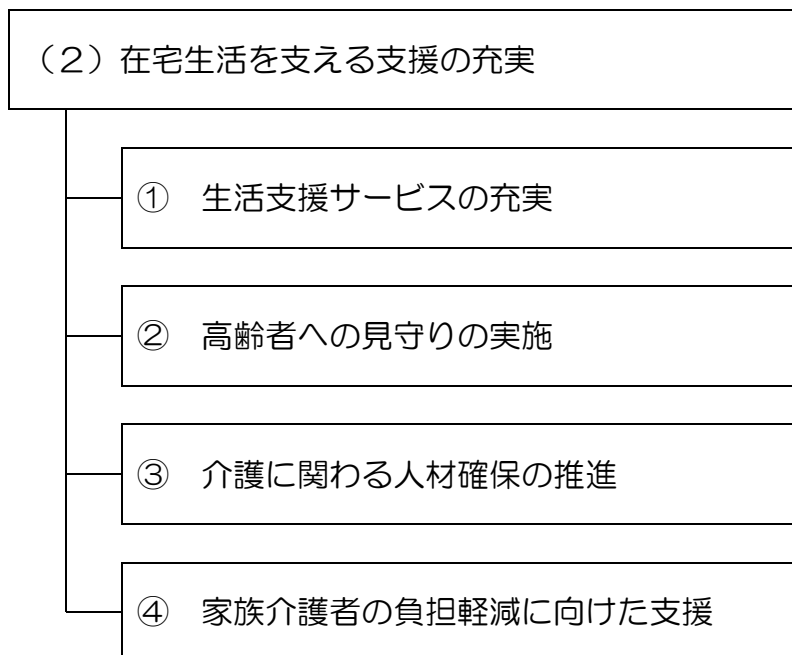 （２）在宅生活を支える支援の充実
①　生活支援サービスの充実
②　高齢者への見守りの実施
③　介護に関わる人材確保の推進
④　家族介護者の負担軽減に向けた支援